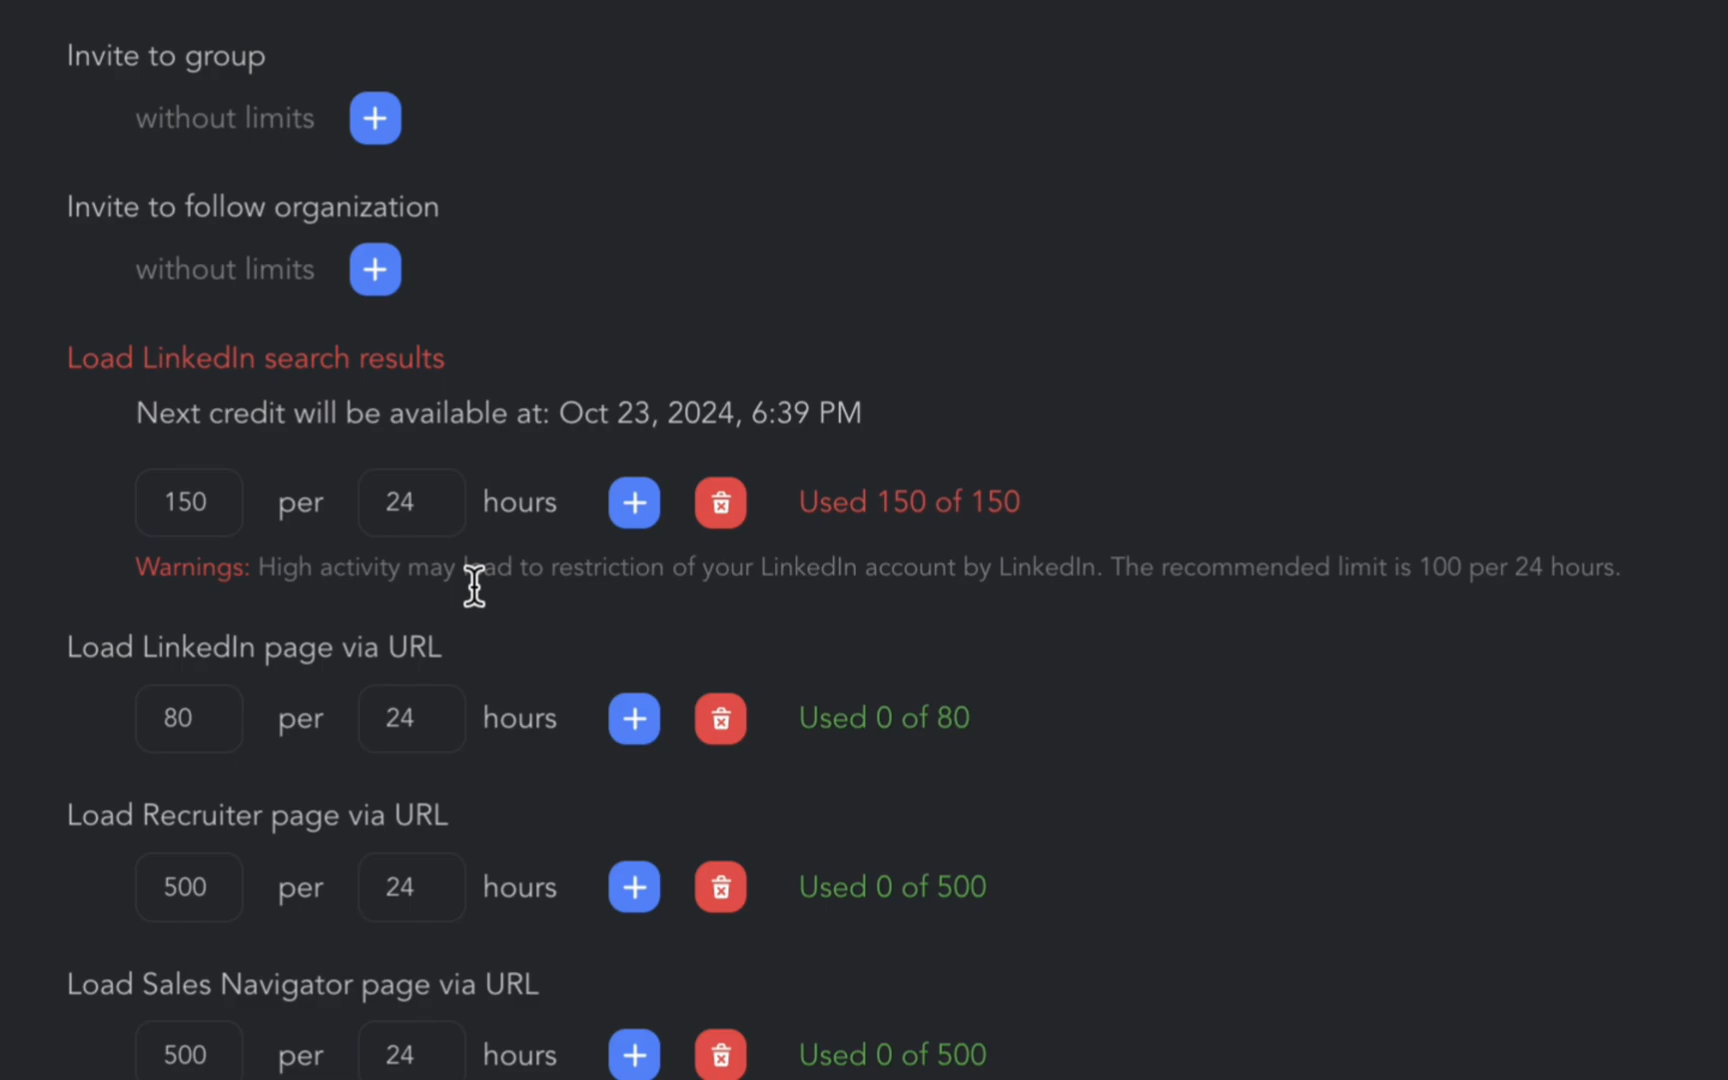 Invite to group
without limits
Invite to follow organization
without limits
Load LinkedIn search results
Next credit will be available at: Oct 23, 2024, 6:39 PM
150 per 24 hours Used 150 of 150
Warnings: High activity may lead to restriction of your LinkedIn account by LinkedIn. The recommended limit is 100 per 24 hours.
Load LinkedIn page via URL
80 per 24 hours Used 0 of 80
Load Recruiter page via URL
500 per 24 hours Used 0 of 500
Load Sales Navigator page via URL
500 per 24 hours Used 0 of 500